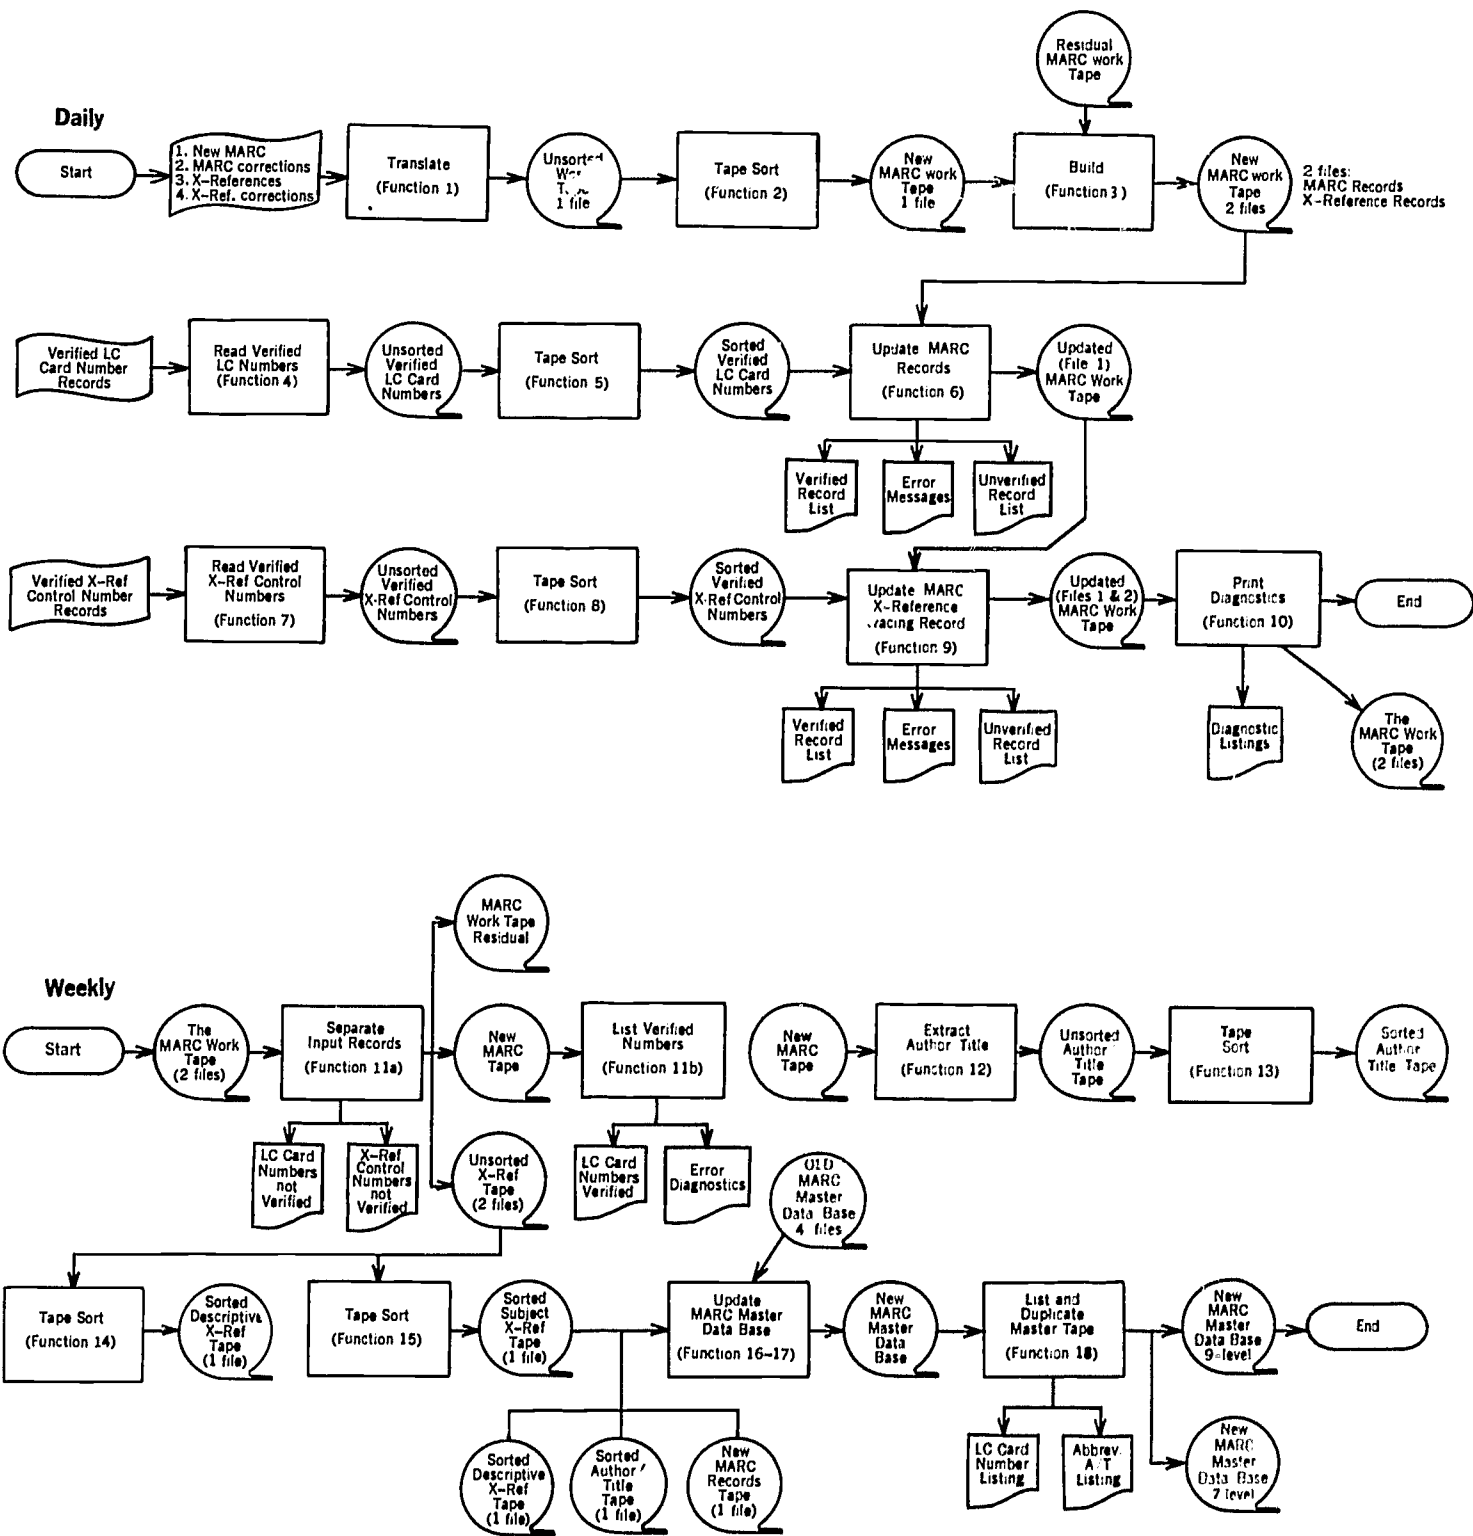 Residual
MARC work
Tape
Daily
Start
1. New MARC
2. MARC corrections
3. X-References
4. X-Ref. corrections
Translate
(Function 1)
Unsorted
1 file
Tape Sort
(Function 2)
New
MARC work
Tape
1 file
Build
(Function 3)
New
MARC work
Tape
2 files
2 files:
MARC Records
X-Reference Records
Verified LC
Card Number
Records
Read Verified
LC Numbers
(Function 4)
Unsorted
Verified
LC Card
Numbers
Tape Sort
(Function 5)
Sorted
Verified
LC Card
Numbers
Update MARC
Records
(Function 6)
Updated
(File 1)
MARC Work
Tape
Verified
Record
List
Error
Messages
Unverified
Record
List
Verified X-Ref
Control Number
Records
Read Verified
X-Ref Control
Numbers
(Function 7)
Unsorted
Verified
X-Ref Control
Numbers
Tape Sort
(Function 8)
Sorted
Verified
X-Ref Control
Numbers
Update MARC
X-Reference
Record
(Function 9)
Updated
(Files 1 & 2)
MARC Work
Tape
Print
Diagnostics
(Function 10)
End
Verified
Record
List
Error
Messages
Unverified
Record
List
Diagnostic
Listings
The
MARC Work
Tape
(2 files)
MARC
Work Tape
Residual
Weekly
Start
The
MARC Work
Tape
(2 files)
Separate
Input Records
(Function 11a)
New
MARC
Tape
List Verified
Numbers
(Function 11b)
New
MARC
Tape
Extract
Author Title
(Function 12)
Unsorted
Author
Title
Tape
Tape
Sort
(Function 13)
Sorted
Author
Title Tape
LC Card
Numbers
not
Verified
X-Ref
Control
Numbers
not
Verified
Unsorted
X-Ref
Tape
(2 files)
LC Card
Numbers
Verified
Error
Diagnostics
Old
MARC
Master
Data Base
4 files
Tape Sort
(Function 14)
Sorted
Descriptive
X-Ref
Tape
(1 file)
Tape Sort
(Function 15)
Sorted
Subject
X-Ref
Tape
(1 file)
Update
MARC Master
Data Base
(Function 16-17)
New
MARC
Master
Data
Base
List and
Duplicate
Master Tape
(Function 18)
New
MARC
Master
Data Base
9-level
End
Sorted
Descriptive
X-Ref
Tape
(1 file)
Sorted
Author/
Title
Tape
(1 file)
New
MARC
Records
Tape
(1 file)
LC Card
Number
Listing
Abbrev.
A/T
Listing
New
MARC
Master
Data Base
7 level